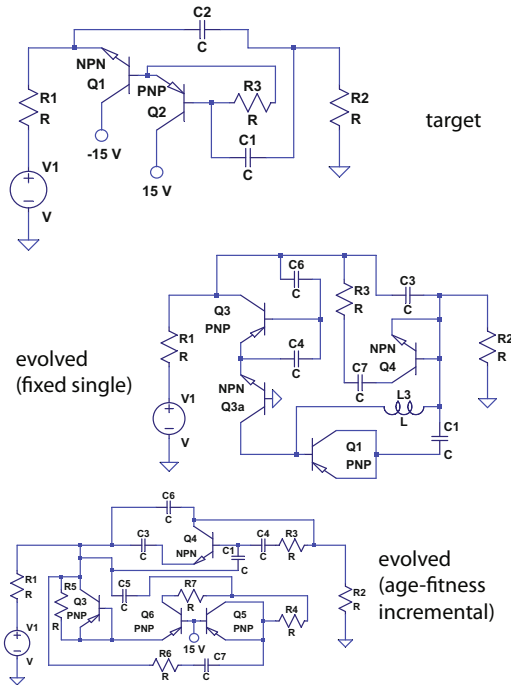 C2
C
NPN
Q1
PNP
Q2
R3
R
R1
R
R2
R
target
C1
C
-15 V
V1
V
15 V
C6
C
R3
R
C3
C
Q3
PNP
R1
R
C4
C
NPN
Q4
R2
R
evolved
(fixed single)
NPN
Q3a
C7
C
L3
L
V1
V
C1
C
Q1
PNP
C6
C
C3
C
Q4
NPN
C1
C
C4
C
R3
R
evolved
(age-fitness
incremental)
R1
R
R5
R
Q3
PNP
C5
C
R7
R
R2
R
Q6
PNP
Q5
PNP
R4
R
15 V
V1
V
R6
R
C7
C